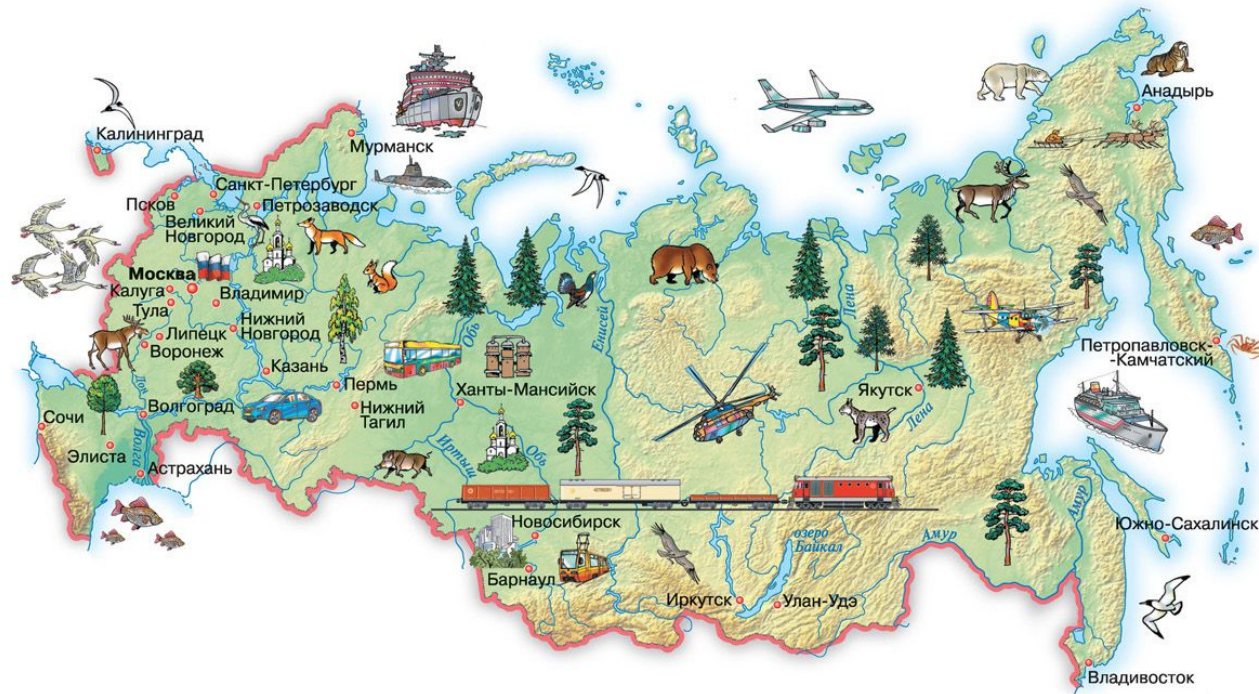 Калининград
Мурманск
Анадырь
Санкт-Петербург
Псков
Петрозаводск
Великий
Новгород
Москва
Калуга
Владимир
Тула
Нижний
Новгород
Липецк
Воронеж
Казань
Пермь
Нижний
Тагил
Ханты-Мансийск
Обь
Енисей
Лена
Якутск
Лена
Петропавловск-
-Камчатский
Сочи
Волгоград
Дон
Волга
Элиста
Астрахань
Иртыш
Обь
Новосибирск
Барнаул
Иркутск
озеро
Байкал
Улан-Удэ
Амур
Амур
Южно-Сахалинск
Владивосток